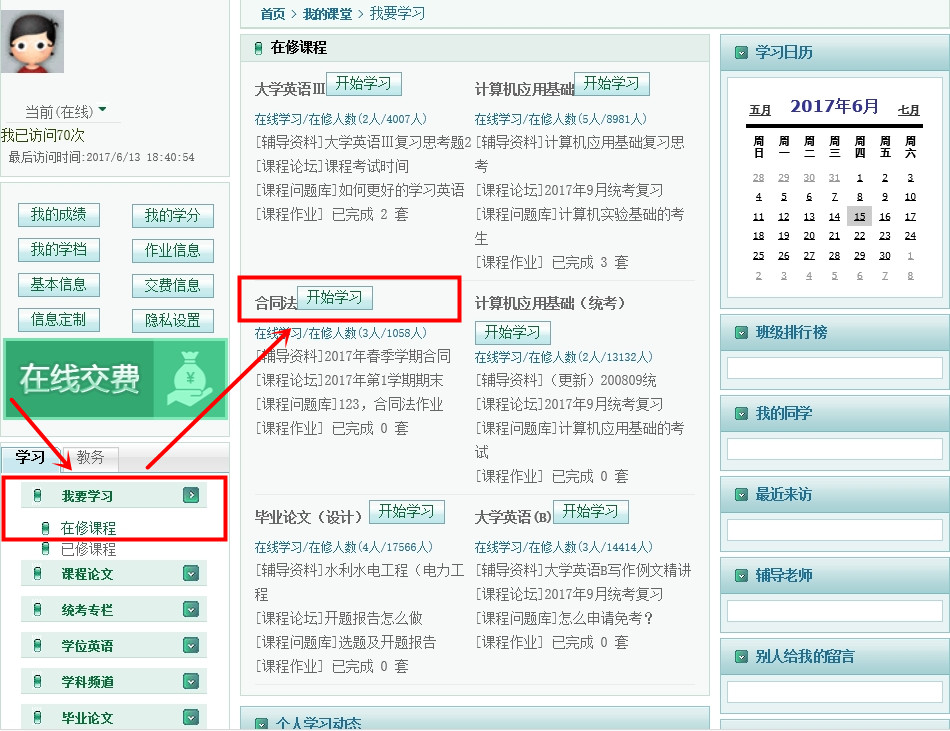 首页 > 我的课堂 > 我要学习
当前(在线)
我已访问70次
最后访问时间:2017/6/13 18:40:54
我的成绩 我的学分
我的学档 作业信息
基本信息 交费信息
信息定制 隐私设置
在线交费
¥
学习 教务
我要学习
在修课程
已修课程
课程论文
统考专栏
学位英语
学科频道
毕业论文
在修课程
大学英语III 开始学习
在线学习/在修人数(2人/4007人)
[辅导资料]大学英语III复习思考题2
[课程论坛]课程考试时间
[课程问题库]如何更好的学习英语
[课程作业] 已完成 2 套
计算机应用基础 开始学习
在线学习/在修人数(5人/8981人)
[辅导资料]计算机应用基础复习思
考
[课程论坛]2017年9月统考复习
[课程问题库]计算机实验基础的考
生
[课程作业] 已完成 3 套
合同法 开始学习
在线学习/在修人数(3人/1058人)
[辅导资料]2017年春季学期合同
[课程论坛]2017年第1学期期末
[课程问题库]123，合同法作业
[课程作业] 已完成 0 套
计算机应用基础（统考）
开始学习
在线学习/在修人数(2人/13132人)
[辅导资料]（更新）200809统
[课程论坛]2017年9月统考复习
[课程问题库]计算机应用基础的考
试
[课程作业] 已完成 0 套
毕业论文（设计） 开始学习
在线学习/在修人数(4人/17566人)
[辅导资料]水利水电工程（电力工
程
[课程论坛]开题报告怎么做
[课程问题库]选题及开题报告
[课程作业] 已完成 0 套
大学英语(B) 开始学习
在线学习/在修人数(3人/14414人)
[辅导资料]大学英语B写作例文精讲
[课程论坛]2017年9月统考复习
[课程问题库]怎么申请免考？
[课程作业] 已完成 0 套
个人学习动态
学习日历
五月 2017年6月 七月
周日 周一 周二 周三 周四 周五 周六
28 29 30 31 1 2 3
4 5 6 7 8 9 10
11 12 13 14 15 16 17
18 19 20 21 22 23 24
25 26 27 28 29 30 1
2 3 4 5 6 7 8
班级排行榜
我的同学
最近来访
辅导老师
别人给我的留言